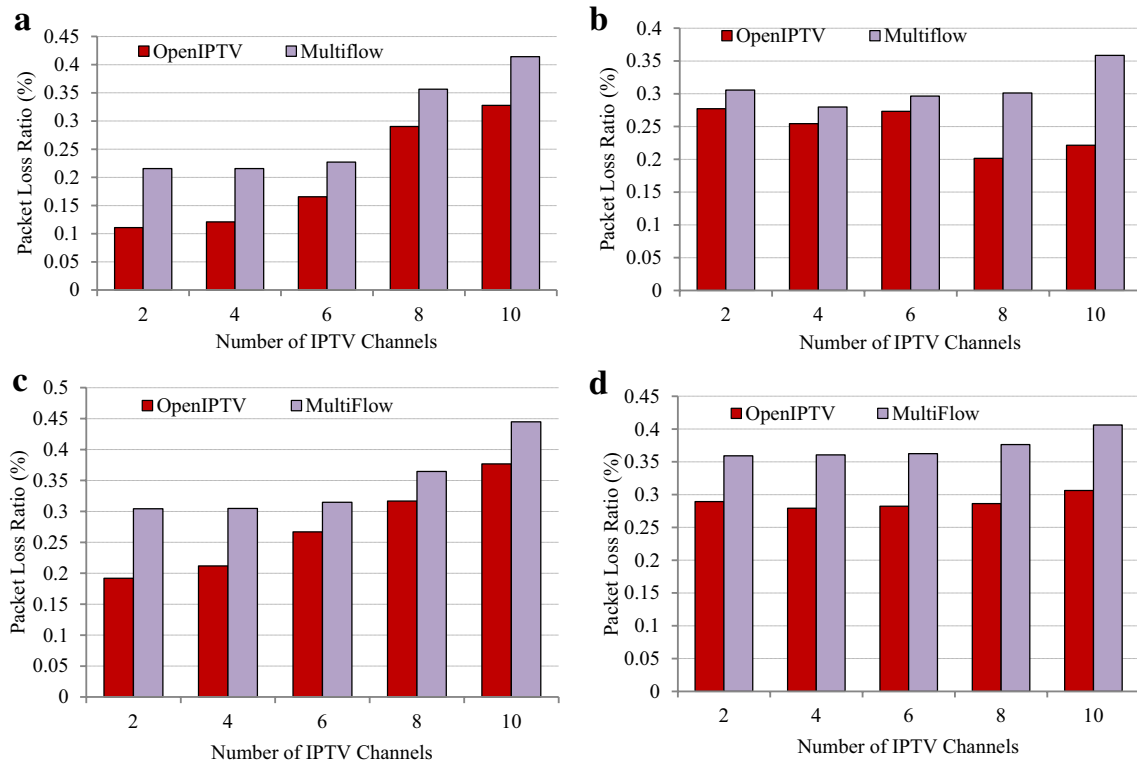 a
0.45
0.4
0.35
0.3
0.25
0.2
0.15
0.1
0.05
0
Packet Loss Ratio (%)
OpenIPTV
Multiflow
2 4 6 8 10
Number of IPTV Channels
b
0.4
0.35
0.3
0.25
0.2
0.15
0.1
0.05
0
Packet Loss Ratio (%)
OpenIPTV
Multiflow
2 4 6 8 10
Number of IPTV Channels
c
0.5
0.45
0.4
0.35
0.3
0.25
0.2
0.15
0.1
0.05
0
Packet Loss Ratio (%)
OpenIPTV
MultiFlow
2 4 6 8 10
Number of IPTV Channels
d
0.45
0.4
0.35
0.3
0.25
0.2
0.15
0.1
0.05
0
Packet Loss Ratio (%)
OpenIPTV
MultiFlow
2 4 6 8 10
Number of IPTV Channels